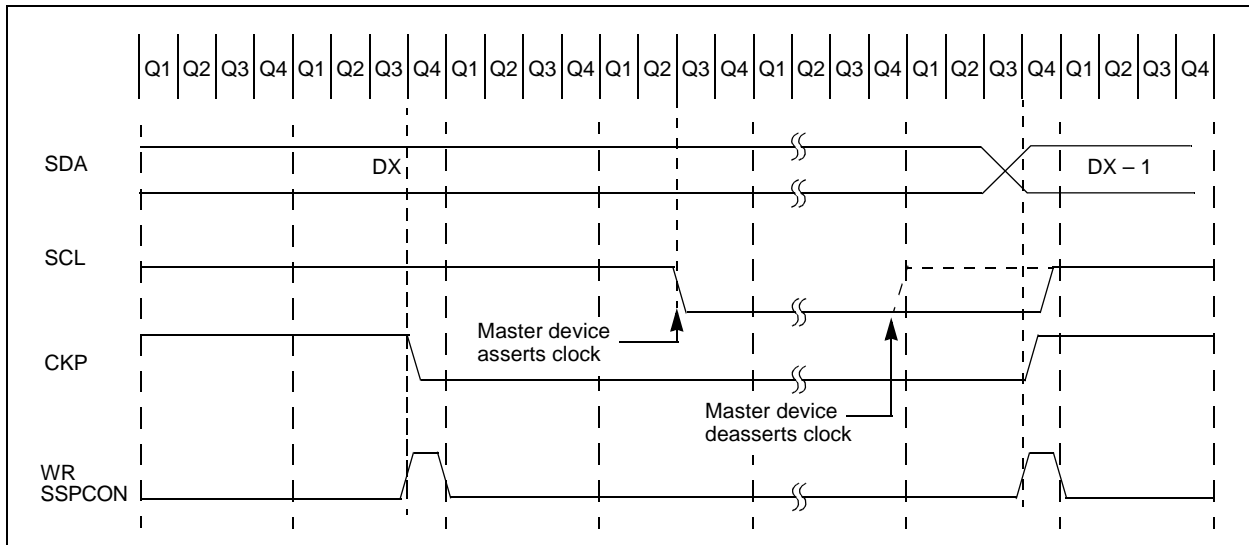 Q1 Q2 Q3 Q4 Q1 Q2 Q3 Q4 Q1 Q2 Q3 Q4 Q1 Q2 Q3 Q4 Q1 Q2 Q3 Q4 Q1 Q2 Q3 Q4 Q1 Q2 Q3 Q4
SDA
DX
DX – 1
SCL
Master device
asserts clock
CKP
Master device
deasserts clock
WR
SSPCON